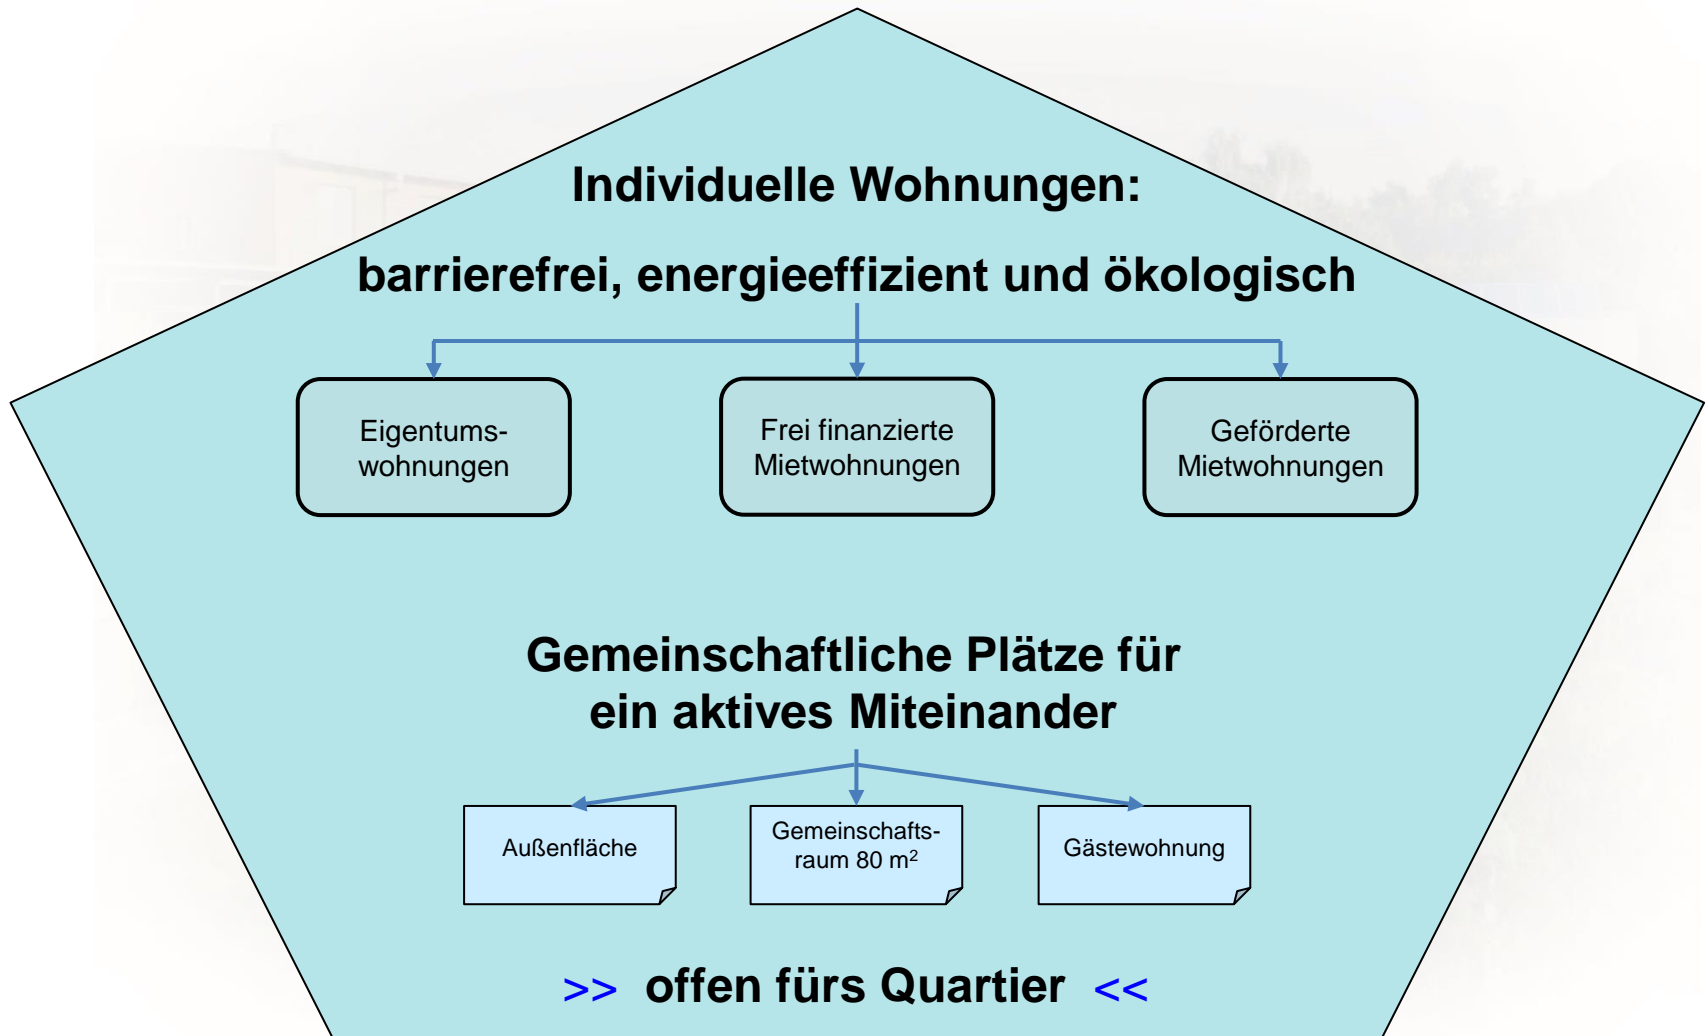 Individuelle Wohnungen:
barrierefrei, energieeffizient und ökologisch
Eigentums-
wohnungen
Frei finanzierte
Mietwohnungen
Geförderte
Mietwohnungen
Gemeinschaftliche Plätze für
ein aktives Miteinander
Außenfläche
Gemeinschafts-
raum 80 m²
Gästewohnung
>> offen fürs Quartier <<